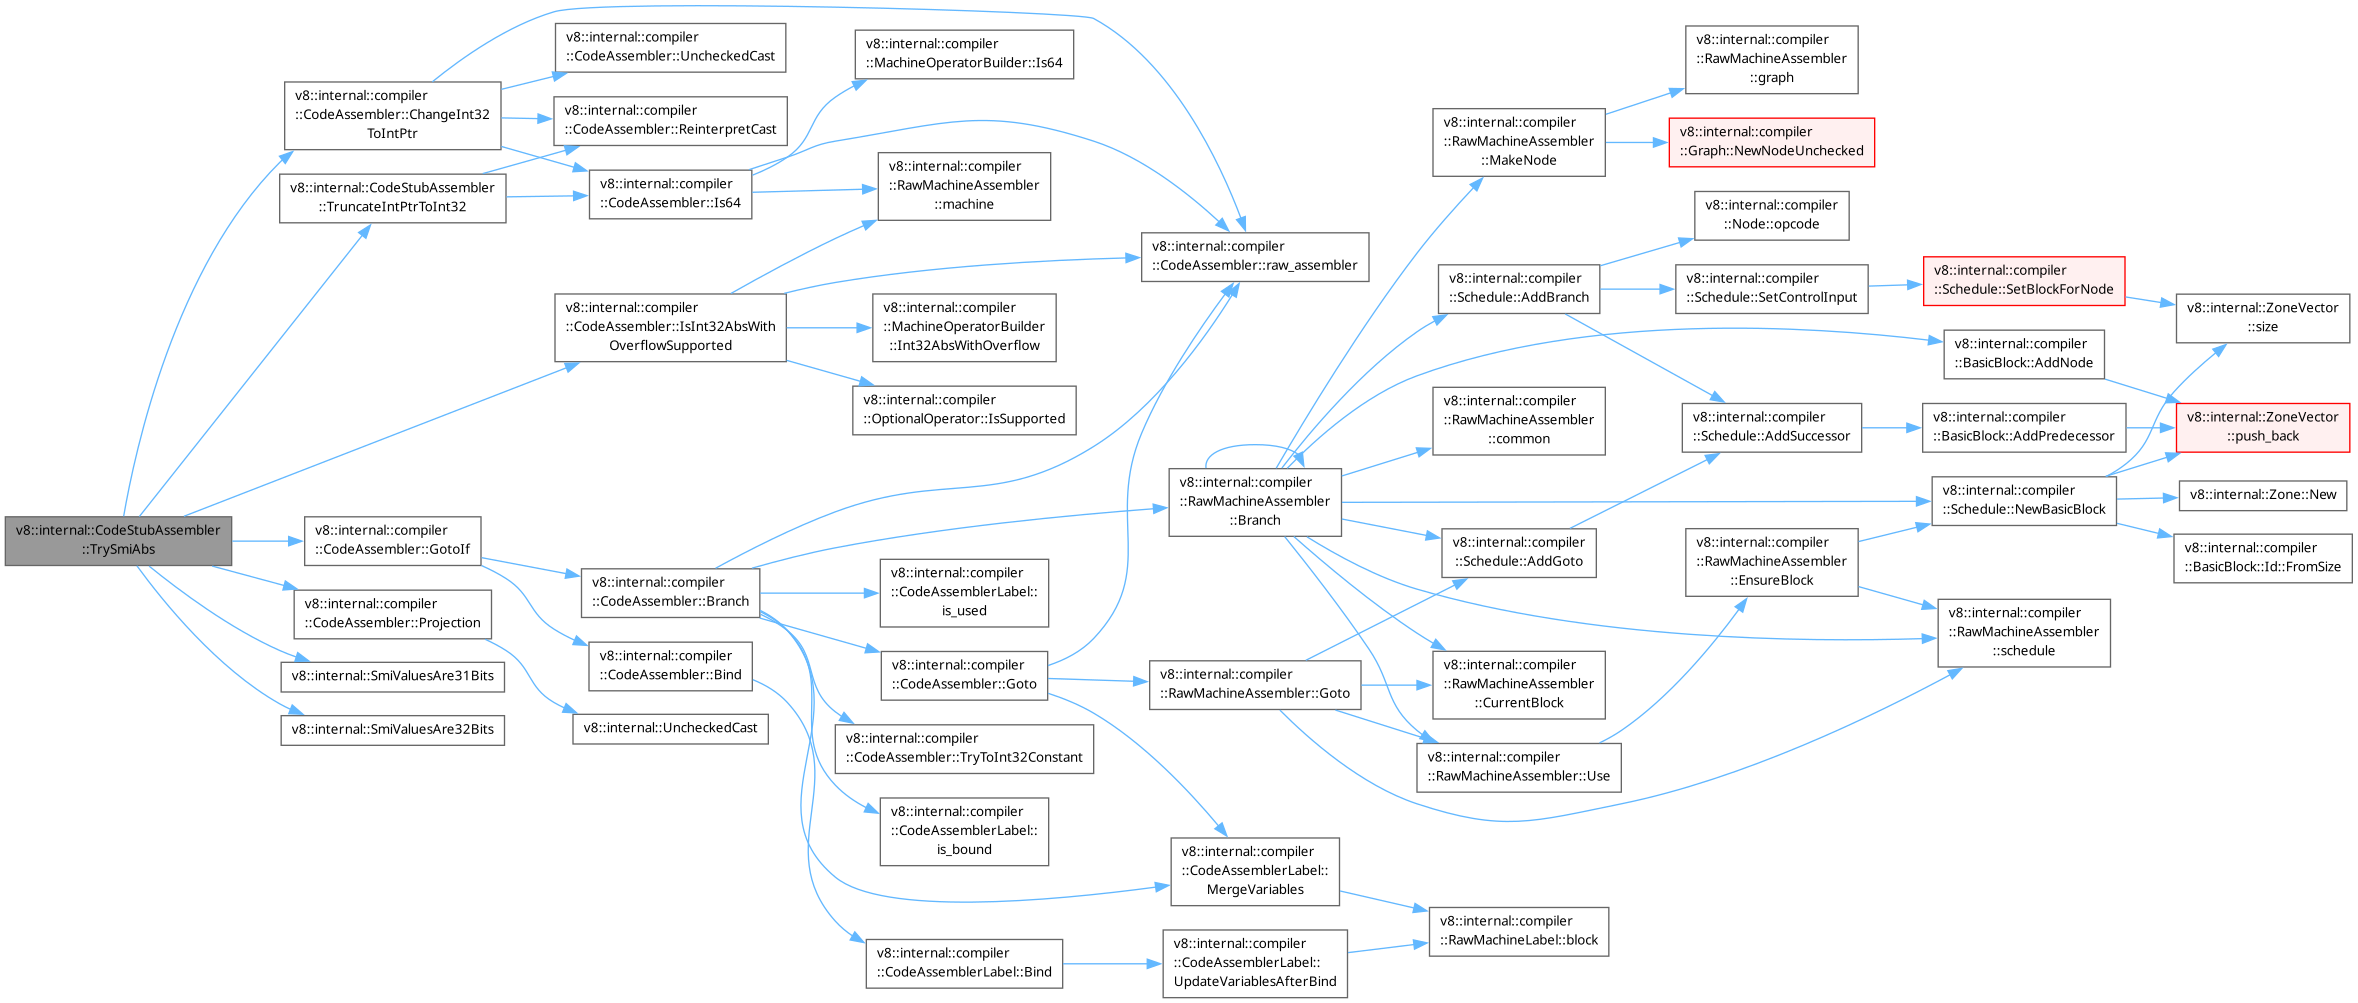 v8::internal::CodeStubAssembler
::TrySmiAbs
v8::internal::compiler
::CodeAssembler::ChangeInt32
ToIntPtr
v8::internal::CodeStubAssembler
::TruncateIntPtrToInt32
v8::internal::compiler
::CodeAssembler::GotoIf
v8::internal::compiler
::CodeAssembler::Projection
v8::internal::SmiValuesAre31Bits
v8::internal::SmiValuesAre32Bits
v8::internal::compiler
::CodeAssembler::UncheckedCast
v8::internal::compiler
::CodeAssembler::ReinterpretCast
v8::internal::compiler
::CodeAssembler::Is64
v8::internal::compiler
::CodeAssembler::IsInt32AbsWith
OverflowSupported
v8::internal::compiler
::CodeAssembler::Branch
v8::internal::compiler
::CodeAssembler::Bind
v8::internal::UncheckedCast
v8::internal::compiler
::MachineOperatorBuilder::Is64
v8::internal::compiler
::RawMachineAssembler
::machine
v8::internal::compiler
::MachineOperatorBuilder
::Int32AbsWithOverflow
v8::internal::compiler
::OptionalOperator::IsSupported
v8::internal::compiler
::CodeAssemblerLabel::
is_used
v8::internal::compiler
::CodeAssembler::Goto
v8::internal::compiler
::CodeAssembler::TryToInt32Constant
v8::internal::compiler
::CodeAssemblerLabel::
is_bound
v8::internal::compiler
::CodeAssemblerLabel::Bind
v8::internal::compiler
::CodeAssembler::raw_assembler
v8::internal::compiler
::RawMachineAssembler
::Branch
v8::internal::compiler
::RawMachineAssembler::Goto
v8::internal::compiler
::CodeAssemblerLabel::
MergeVariables
v8::internal::compiler
::CodeAssemblerLabel::
UpdateVariablesAfterBind
v8::internal::compiler
::RawMachineAssembler
::MakeNode
v8::internal::compiler
::Schedule::AddBranch
v8::internal::compiler
::RawMachineAssembler
::common
v8::internal::compiler
::Schedule::AddGoto
v8::internal::compiler
::RawMachineAssembler
::CurrentBlock
v8::internal::compiler
::RawMachineAssembler::Use
v8::internal::compiler
::RawMachineLabel::block
v8::internal::compiler
::RawMachineAssembler
::graph
v8::internal::compiler
::Graph::NewNodeUnchecked
v8::internal::compiler
::Node::opcode
v8::internal::compiler
::Schedule::SetControlInput
v8::internal::compiler
::Schedule::AddSuccessor
v8::internal::compiler
::RawMachineAssembler
::EnsureBlock
v8::internal::compiler
::Schedule::SetBlockForNode
v8::internal::compiler
::BasicBlock::AddNode
v8::internal::compiler
::BasicBlock::AddPredecessor
v8::internal::compiler
::Schedule::NewBasicBlock
v8::internal::compiler
::RawMachineAssembler
::schedule
v8::internal::ZoneVector
::size
v8::internal::ZoneVector
::push_back
v8::internal::Zone::New
v8::internal::compiler
::BasicBlock::Id::FromSize